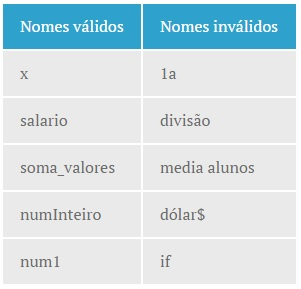 Nomes válidos Nomes inválidos
x 1a
salario divisão
soma_valores media alunos
numInteiro dólar$
num1 if